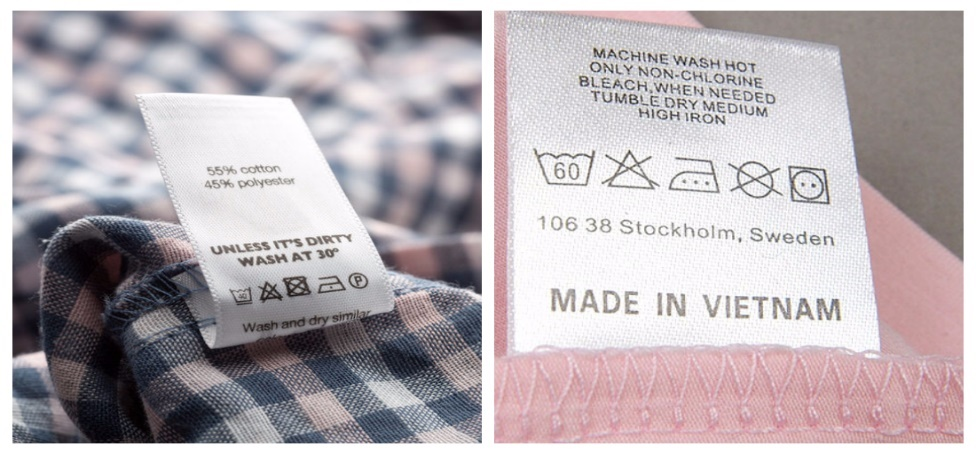 55% cotton
45% polyester
UNLESS IT'S DIRTY
WASH AT 30°
P
Wash and dry similar
MACHINE WASH HOT
ONLY NON-CHLORINE
BLEACH,WHEN NEEDED
TUMBLE DRY MEDIUM
HIGH IRON
60
106 38 Stockholm, Sweden
MADE IN VIETNAM